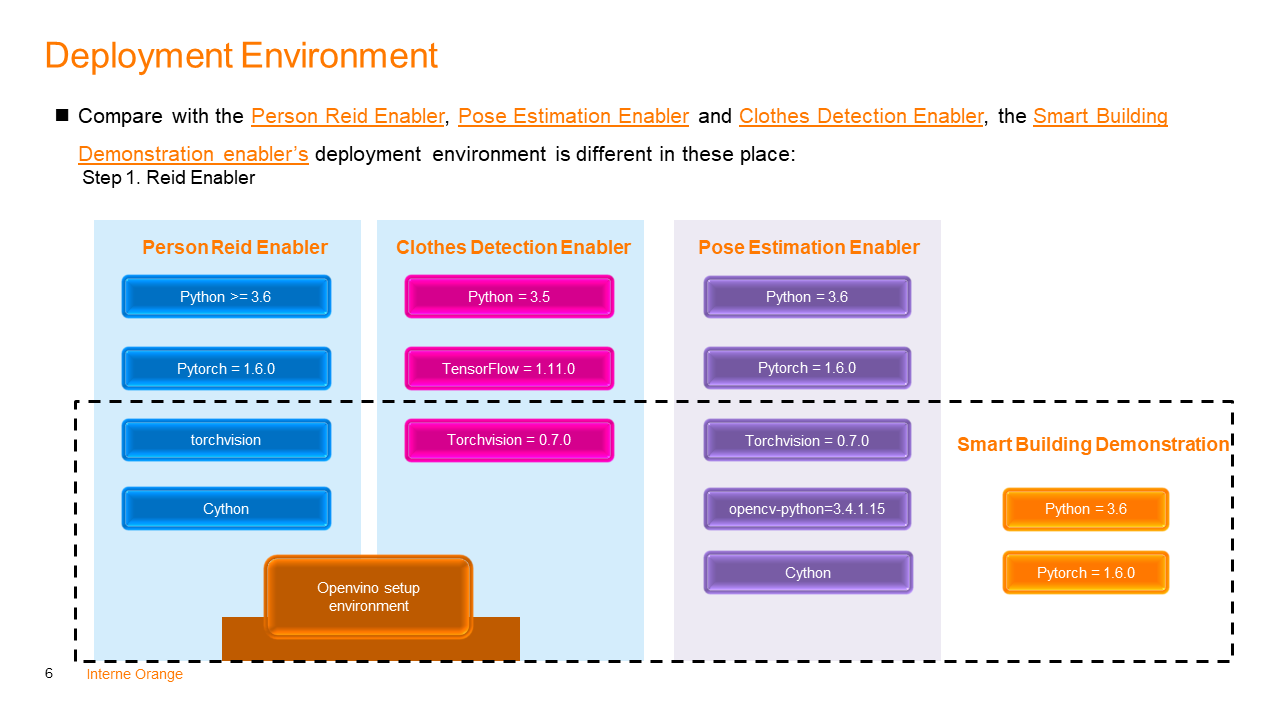 Deployment Environment
Compare with the Person Reid Enabler, Pose Estimation Enabler and Clothes Detection Enabler, the Smart Building
Demonstration enabler’s deployment environment is different in these place:
Step 1. Reid Enabler
Person Reid Enabler
Python >= 3.6
Pytorch = 1.6.0
torchvision
Cython
Clothes Detection Enabler
Python = 3.5
TensorFlow = 1.11.0
Torchvision = 0.7.0
Openvino setup
environment
Pose Estimation Enabler
Python = 3.6
Pytorch = 1.6.0
Torchvision = 0.7.0
opencv-python=3.4.1.15
Cython
Smart Building Demonstration
Python = 3.6
Pytorch = 1.6.0
6
Interne Orange